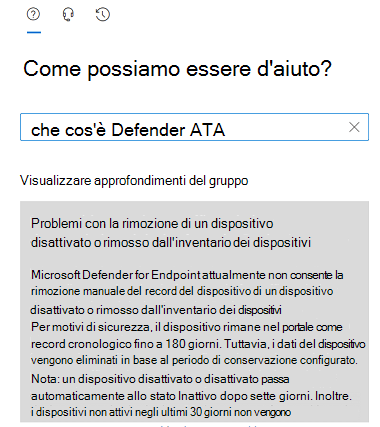 Come possiamo essere d'aiuto?
che cos'è Defender ATA
Visualizzare approfondimenti del gruppo
Problemi con la rimozione di un dispositivo
disattivato o rimosso dall'inventario dei dispositivi
Microsoft Defender for Endpoint attualmente non consente la
rimozione manuale del record del dispositivo di un dispositivo
disattivato o rimosso dall'inventario dei dispositivi
Per motivi di sicurezza, il dispositivo rimane nel portale come
record cronologico fino a 180 giorni. Tuttavia, i dati del dispositivo
vengono eliminati in base al periodo di conservazione configurato.
Nota: un dispositivo disattivato o disattivato passa
automaticamente allo stato Inattivo dopo sette giorni. Inoltre.
i dispositivi non attivi negli ultimi 30 giorni non vengono